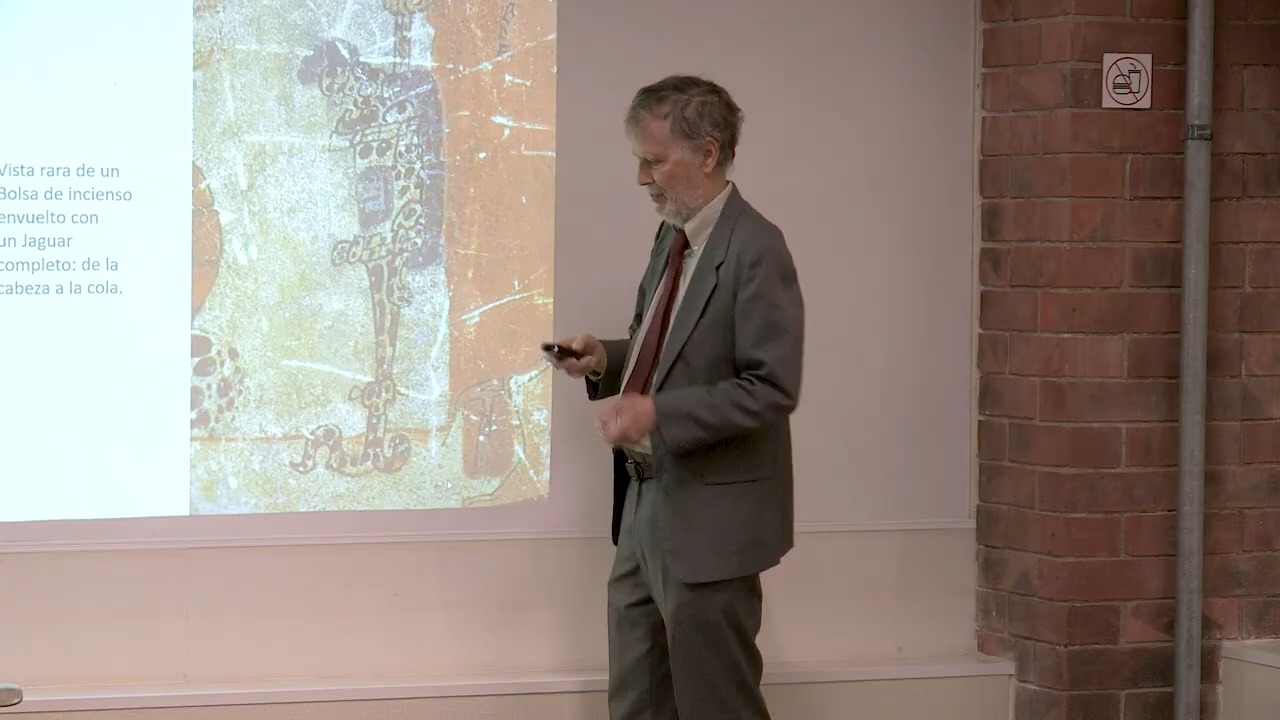 Vista rara de un
Bolsa de incienso
envuelto con
un Jaguar
completo: de la
cabeza a la cola.